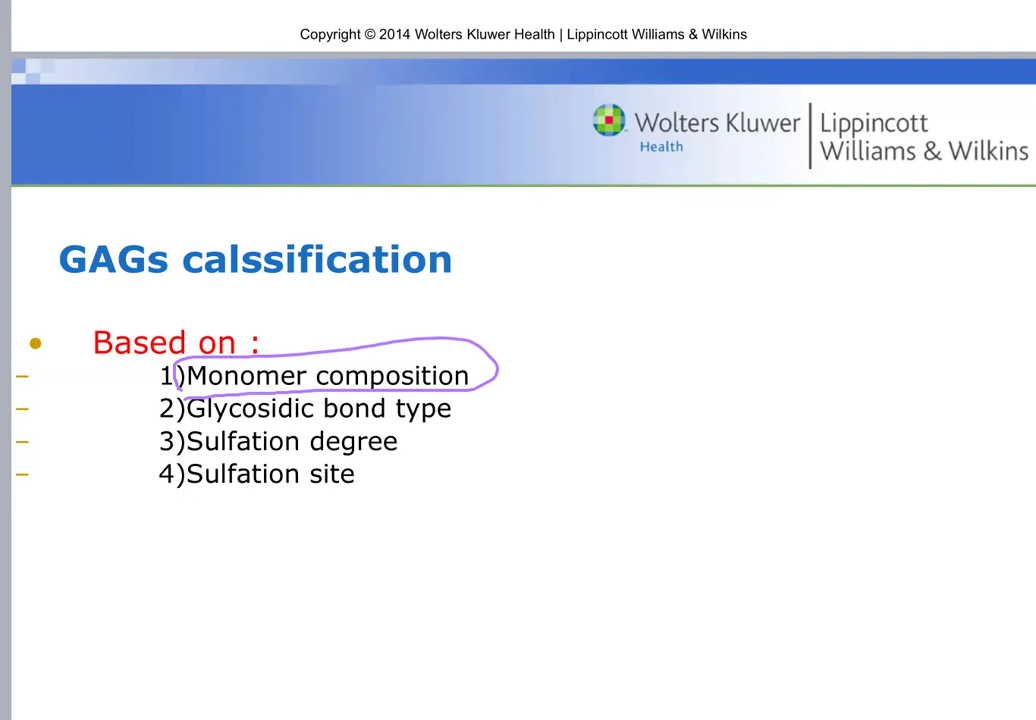 Copyright © 2014 Wolters Kluwer Health | Lippincott Williams & Wilkins
Wolters Kluwer
Health
Lippincott
Williams & Wilkins
GAGs calssification
• Based on :
– 1)Monomer composition
– 2)Glycosidic bond type
– 3)Sulfation degree
– 4)Sulfation site